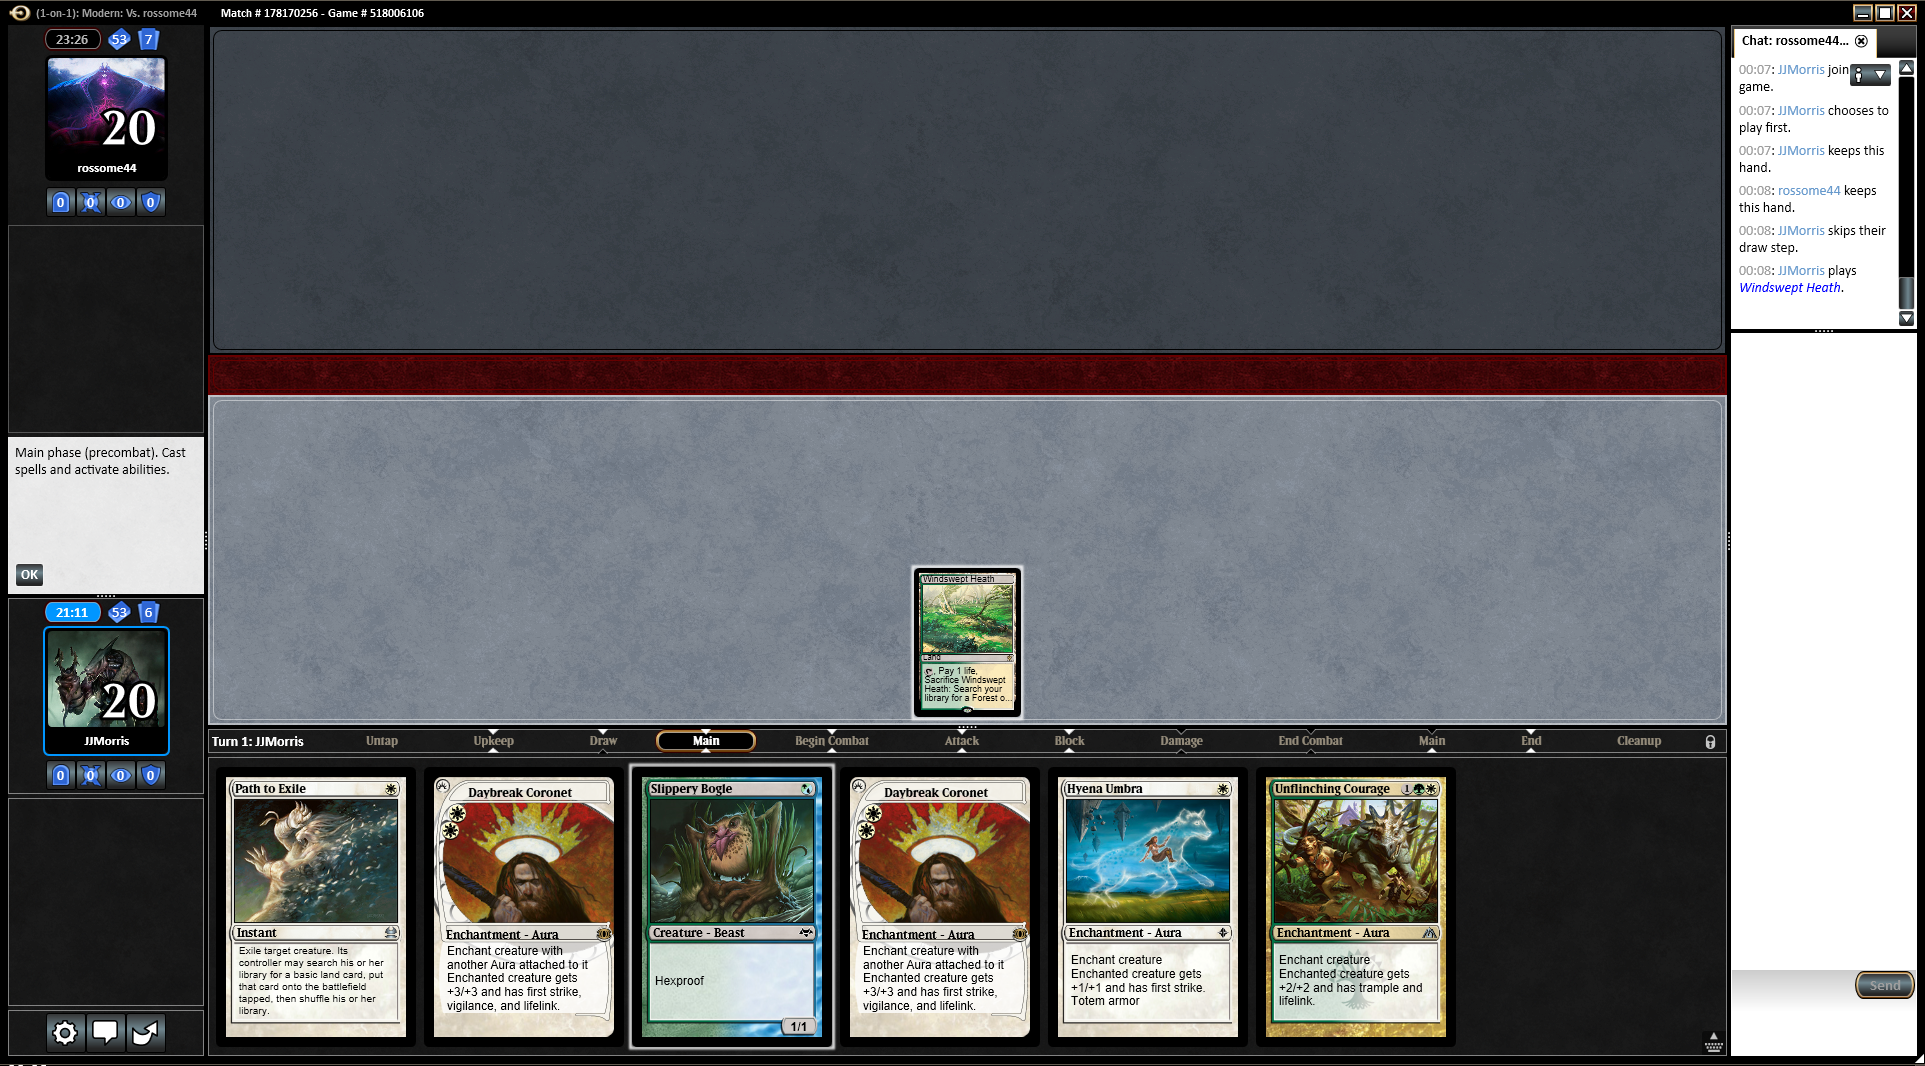 (1-on-1): Modern: Vs. rossome44
Match # 178170256 - Game # 518006106
23:26
53
7
20
rossome44
0
0
0
0
Main phase (precombat). Cast
spells and activate abilities.
OK
21:11
53
6
20
JJMorris
0
0
0
0
Windswept Heath
Land
, Pay 1 life,
Sacrifice Windswept
Heath: Search your
library for a Forest o...
Turn 1: JJMorris
Untap
Upkeep
Draw
Main
Begin Combat
Attack
Block
Damage
End Combat
Main
End
Cleanup
Path to Exile
Instant
Exile target creature. Its
controller may search his or her
library for a basic land card, put
that card onto the battlefield
tapped, then shuffle his or her
library.
Daybreak Coronet
Enchantment - Aura
Enchant creature with
another Aura attached to it
Enchanted creature gets
+3/+3 and has first strike,
vigilance, and lifelink.
Slippery Bogle
Creature - Beast
Hexproof
1/1
Daybreak Coronet
Enchantment - Aura
Enchant creature with
another Aura attached to it
Enchanted creature gets
+3/+3 and has first strike,
vigilance, and lifelink.
Hyena Umbra
Enchantment - Aura
Enchant creature
Enchanted creature gets
+1/+1 and has first strike.
Totem armor
Unflinching Courage
1
Enchantment - Aura
Enchant creature
Enchanted creature gets
+2/+2 and has trample and
lifelink.
Chat: rossome44...
00:07: JJMorris join
game.
00:07: JJMorris chooses to
play first.
00:07: JJMorris keeps this
hand.
00:08: rossome44 keeps
this hand.
00:08: JJMorris skips their
draw step.
00:08: JJMorris plays
Windswept Heath.
Send